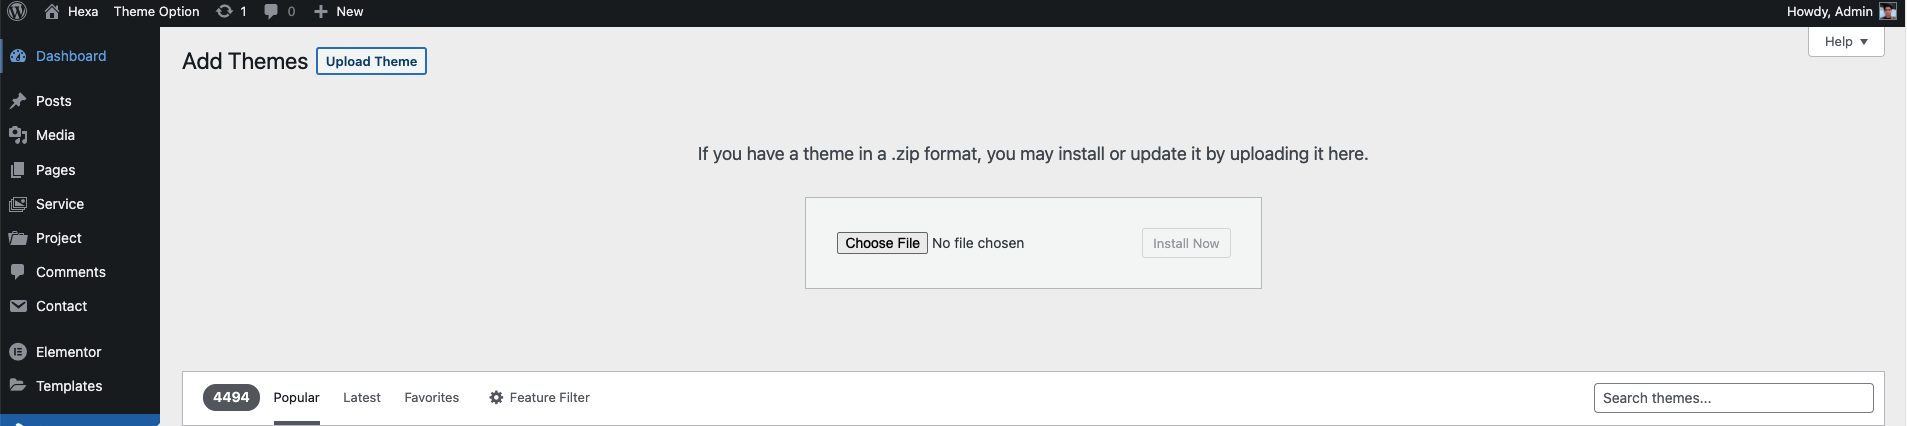 Hexa Theme Option 1 0 New Howdy, Admin
Help
Dashboard
Posts
Media
Pages
Service
Project
Comments
Contact
Elementor
Templates
Add Themes Upload Theme
If you have a theme in a .zip format, you may install or update it by uploading it here.
Choose File No file chosen Install Now
4494 Popular Latest Favorites Feature Filter Search themes...